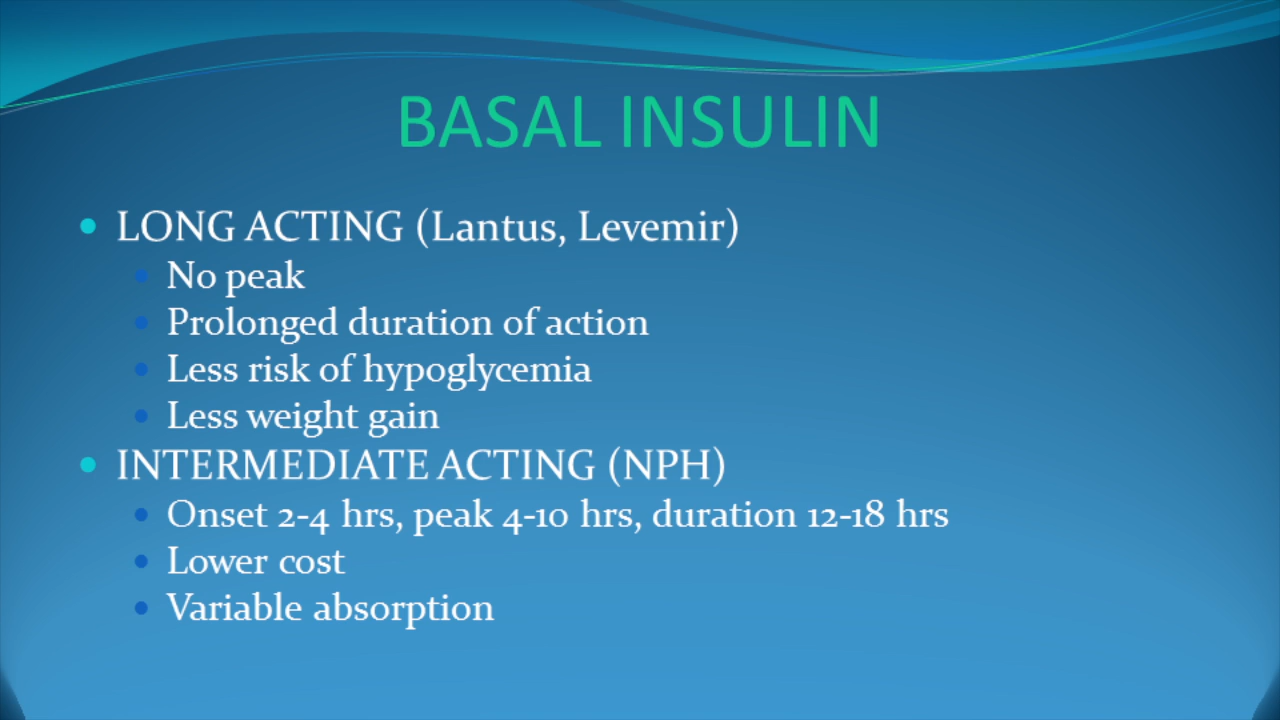 BASAL INSULIN
LONG ACTING (Lantus, Levemir)
No peak
Prolonged duration of action
Less risk of hypoglycemia
Less weight gain
INTERMEDIATE ACTING (NPH)
Onset 2-4 hrs, peak 4-10 hrs, duration 12-18 hrs
Lower cost
Variable absorption